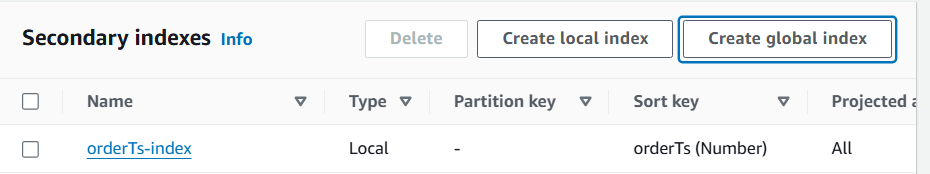 Secondary indexes Info Delete Create local index Create global index
Name Type Partition key Sort key Projected a
orderTs-index Local - orderTs (Number) All